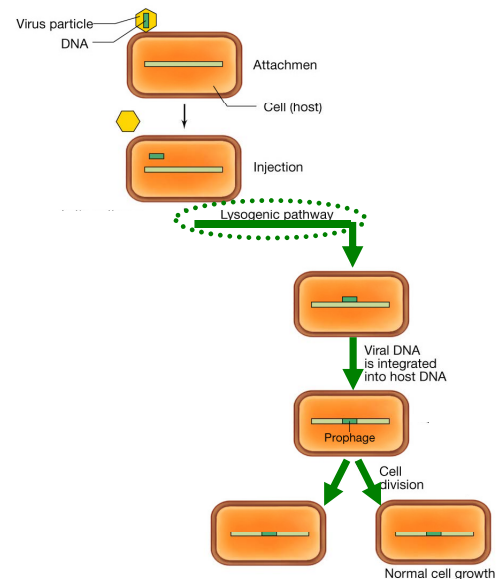 Virus particle
DNA
Attachmen
Cell (host)
Injection
Lysogenic pathway
Viral DNA
is integrated
into host DNA
Prophage
Cell
division
Normal cell growth